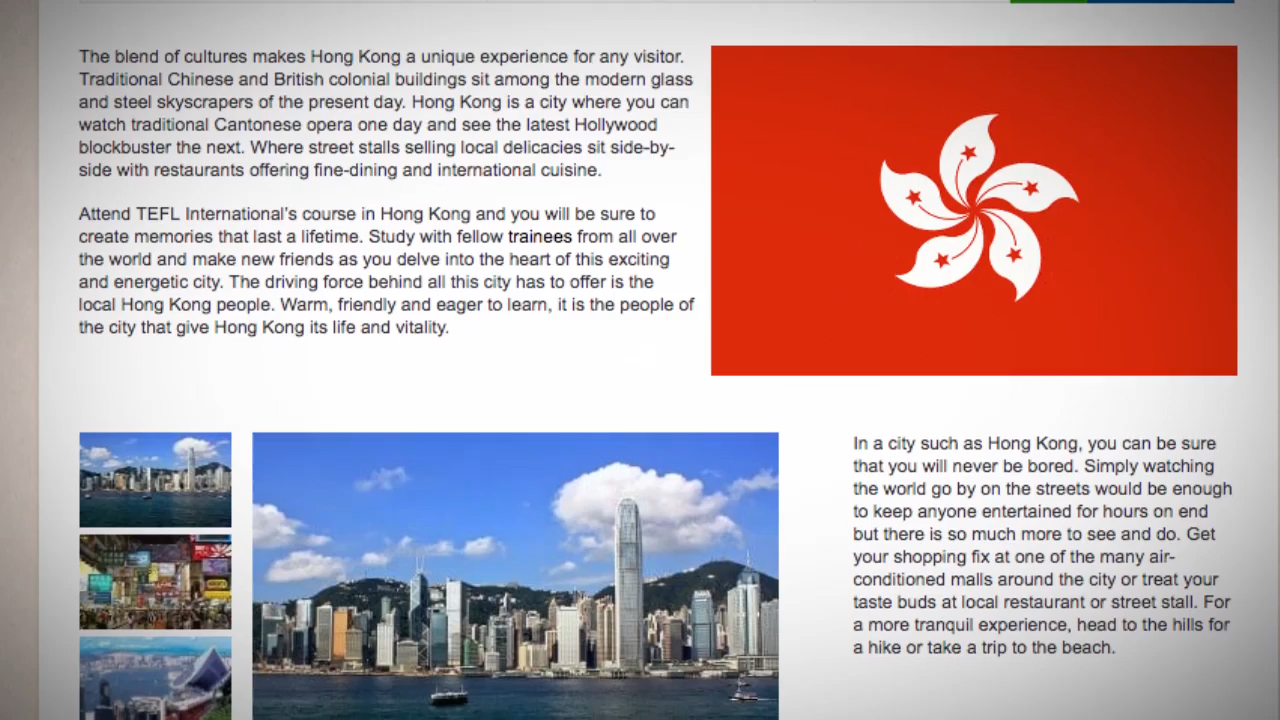 The blend of cultures makes Hong Kong a unique experience for any visitor.
Traditional Chinese and British colonial buildings sit among the modern glass
and steel skyscrapers of the present day. Hong Kong is a city where you can
watch traditional Cantonese opera one day and see the latest Hollywood
blockbuster the next. Where street stalls selling local delicacies sit side-by-
side with restaurants offering fine-dining and international cuisine.
Attend TEFL International's course in Hong Kong and you will be sure to
create memories that last a lifetime. Study with fellow trainees from all over
the world and make new friends as you delve into the heart of this exciting
and energetic city. The driving force behind all this city has to offer is the
local Hong Kong people. Warm, friendly and eager to learn, it is the people of
the city that give Hong Kong its life and vitality.
In a city such as Hong Kong, you can be sure
that you will never be bored. Simply watching
the world go by on the streets would be enough
to keep anyone entertained for hours on end
but there is so much more to see and do. Get
your shopping fix at one of the many air-
conditioned malls around the city or treat your
taste buds at local restaurant or street stall. For
a more tranquil experience, head to the hills for
a hike or take a trip to the beach.